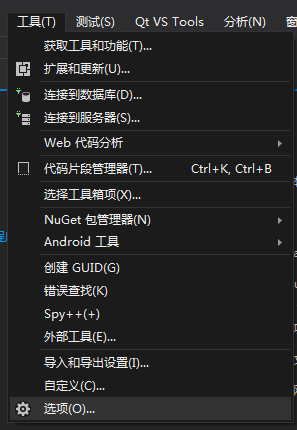 工具(T) 测试(S) Qt VS Tools 分析(N)
获取工具和功能(T)...
扩展和更新(U)...
连接到数据库(D)...
连接到服务器(S)...
Web 代码分析
代码片段管理器(T)... Ctrl+K, Ctrl+B
选择工具箱项(X)...
NuGet 包管理器(N)
Android 工具
创建 GUID(G)
错误查找(K)
Spy++(+)
外部工具(E)...
导入和导出设置(I)...
自定义(C)...
选项(O)...